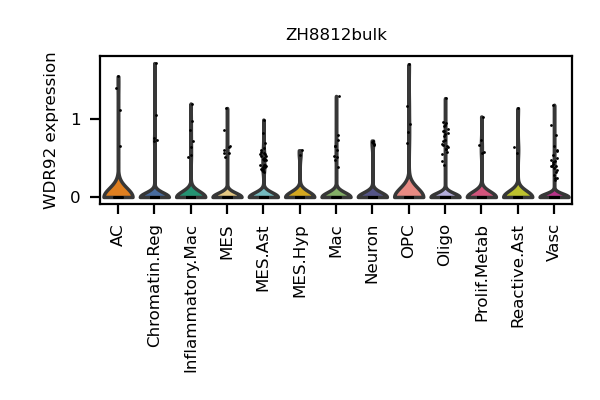 ZH8812bulk
WDR92 expression
1
0
AC
Chromatin.Reg
Inflammatory.Mac
MES
MES.Ast
MES.Hyp
Mac
Neuron
OPC
Oligo
Prolif.Metab
Reactive.Ast
Vasc